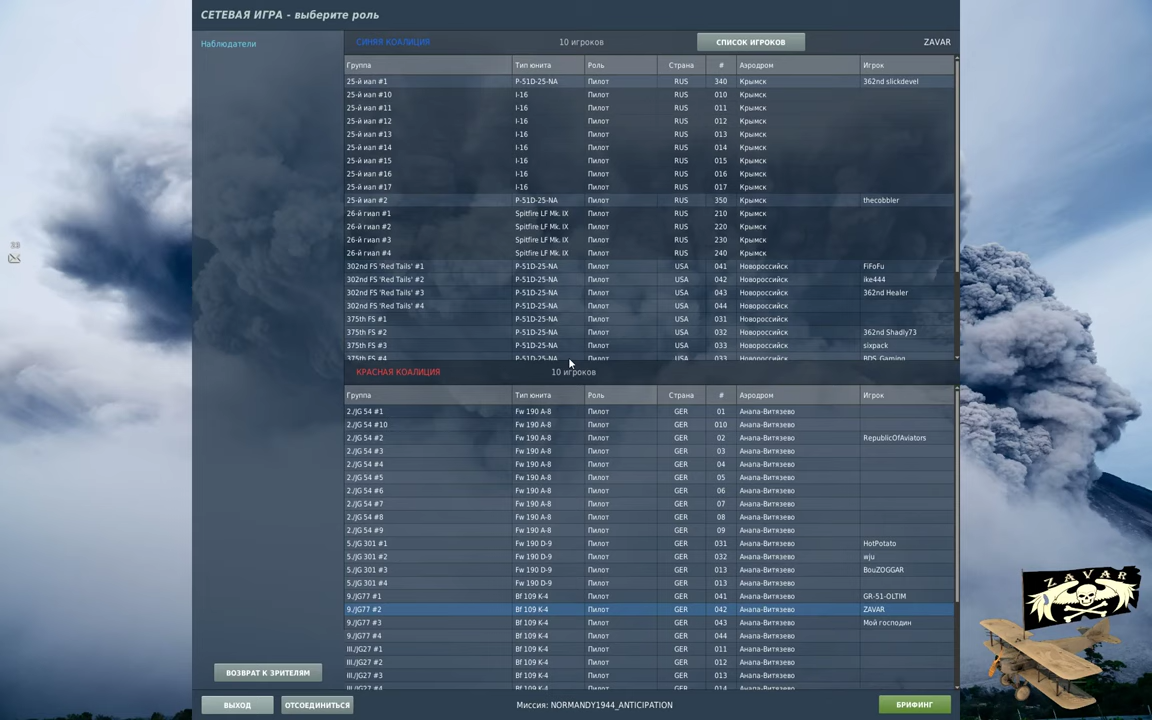 СЕТЕВАЯ ИГРА - выберите роль
Наблюдатели
СИНЯЯ КОАЛИЦИЯ 10 игроков СПИСОК ИГРОКОВ ZAVAR
Группа Тип юнита Роль Страна # Аэродром Игрок
25-й иап #1 P-51D-25-NA Пилот RUS 340 Крымск 362nd slickdevel
25-й иап #10 I-16 Пилот RUS 010 Крымск
25-й иап #11 I-16 Пилот RUS 011 Крымск
25-й иап #12 I-16 Пилот RUS 012 Крымск
25-й иап #13 I-16 Пилот RUS 013 Крымск
25-й иап #14 I-16 Пилот RUS 014 Крымск
25-й иап #15 I-16 Пилот RUS 015 Крымск
25-й иап #16 I-16 Пилот RUS 016 Крымск
25-й иап #17 I-16 Пилот RUS 017 Крымск
25-й иап #2 P-51D-25-NA Пилот RUS 350 Крымск thecobbler
26-й гиап #1 Spitfire LF Mk. IX Пилот RUS 210 Крымск
26-й гиап #2 Spitfire LF Mk. IX Пилот RUS 220 Крымск
26-й гиап #3 Spitfire LF Mk. IX Пилот RUS 230 Крымск
26-й гиап #4 Spitfire LF Mk. IX Пилот RUS 240 Крымск
302nd FS 'Red Tails' #1 P-51D-25-NA Пилот USA 041 Новороссийск FiFoFu
302nd FS 'Red Tails' #2 P-51D-25-NA Пилот USA 042 Новороссийск ike444
302nd FS 'Red Tails' #3 P-51D-25-NA Пилот USA 043 Новороссийск 362nd Healer
302nd FS 'Red Tails' #4 P-51D-25-NA Пилот USA 044 Новороссийск
375th FS #1 P-51D-25-NA Пилот USA 031 Новороссийск
375th FS #2 P-51D-25-NA Пилот USA 032 Новороссийск 362nd Shadly73
375th FS #3 P-51D-25-NA Пилот USA 033 Новороссийск sixpack
375th FS #4 P-51D-25-NA Пилот USA 033 Новороссийск RDS_Gaming
КРАСНАЯ КОАЛИЦИЯ 10 игроков
Группа Тип юнита Роль Страна # Аэродром Игрок
2./JG 54 #1 Fw 190 A-8 Пилот GER 01 Анапа-Витязево
2./JG 54 #10 Fw 190 A-8 Пилот GER 010 Анапа-Витязево
2./JG 54 #2 Fw 190 A-8 Пилот GER 02 Анапа-Витязево RepublicOfAviators
2./JG 54 #3 Fw 190 A-8 Пилот GER 03 Анапа-Витязево
2./JG 54 #4 Fw 190 A-8 Пилот GER 04 Анапа-Витязево
2./JG 54 #5 Fw 190 A-8 Пилот GER 05 Анапа-Витязево
2./JG 54 #6 Fw 190 A-8 Пилот GER 06 Анапа-Витязево
2./JG 54 #7 Fw 190 A-8 Пилот GER 07 Анапа-Витязево
2./JG 54 #8 Fw 190 A-8 Пилот GER 08 Анапа-Витязево
2./JG 54 #9 Fw 190 A-8 Пилот GER 09 Анапа-Витязево
5./JG 301 #1 Fw 190 D-9 Пилот GER 031 Анапа-Витязево HotPotato
5./JG 301 #2 Fw 190 D-9 Пилот GER 032 Анапа-Витязево wju
5./JG 301 #3 Fw 190 D-9 Пилот GER 013 Анапа-Витязево BouZOGGAR
5./JG 301 #4 Fw 190 D-9 Пилот GER 013 Анапа-Витязево
9./JG77 #1 Bf 109 K-4 Пилот GER 041 Анапа-Витязево GR-51-OLTIM
9./JG77 #2 Bf 109 K-4 Пилот GER 042 Анапа-Витязево ZAVAR
9./JG77 #3 Bf 109 K-4 Пилот GER 043 Анапа-Витязево Мой господин
9./JG77 #4 Bf 109 K-4 Пилот GER 044 Анапа-Витязево
III./JG27 #1 Bf 109 K-4 Пилот GER 011 Анапа-Витязево
III./JG27 #2 Bf 109 K-4 Пилот GER 012 Анапа-Витязево
III./JG27 #3 Bf 109 K-4 Пилот GER 013 Анапа-Витязево
III./JG27 #4 Bf 109 K-4 Пилот GER 014 Анапа-Витязево
ВОЗВРАТ К ЗРИТЕЛЯМ
ВЫХОД ОТСОЕДИНИТЬСЯ Миссия: NORMANDY1944_ANTICIPATION БРИФИНГ
33
ZAVAR